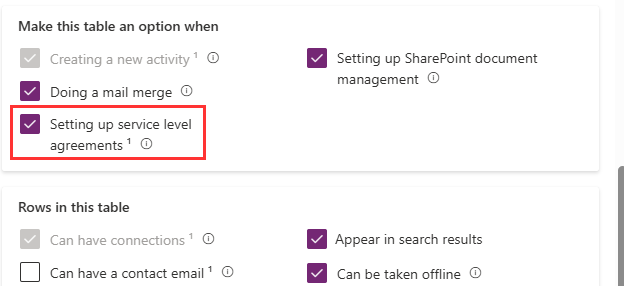 Make this table an option when
Creating a new activity ¹
Doing a mail merge
Setting up service level
agreements ¹
Setting up SharePoint document
management
Rows in this table
Can have connections ¹
Can have a contact email ¹
Appear in search results
Can be taken offline